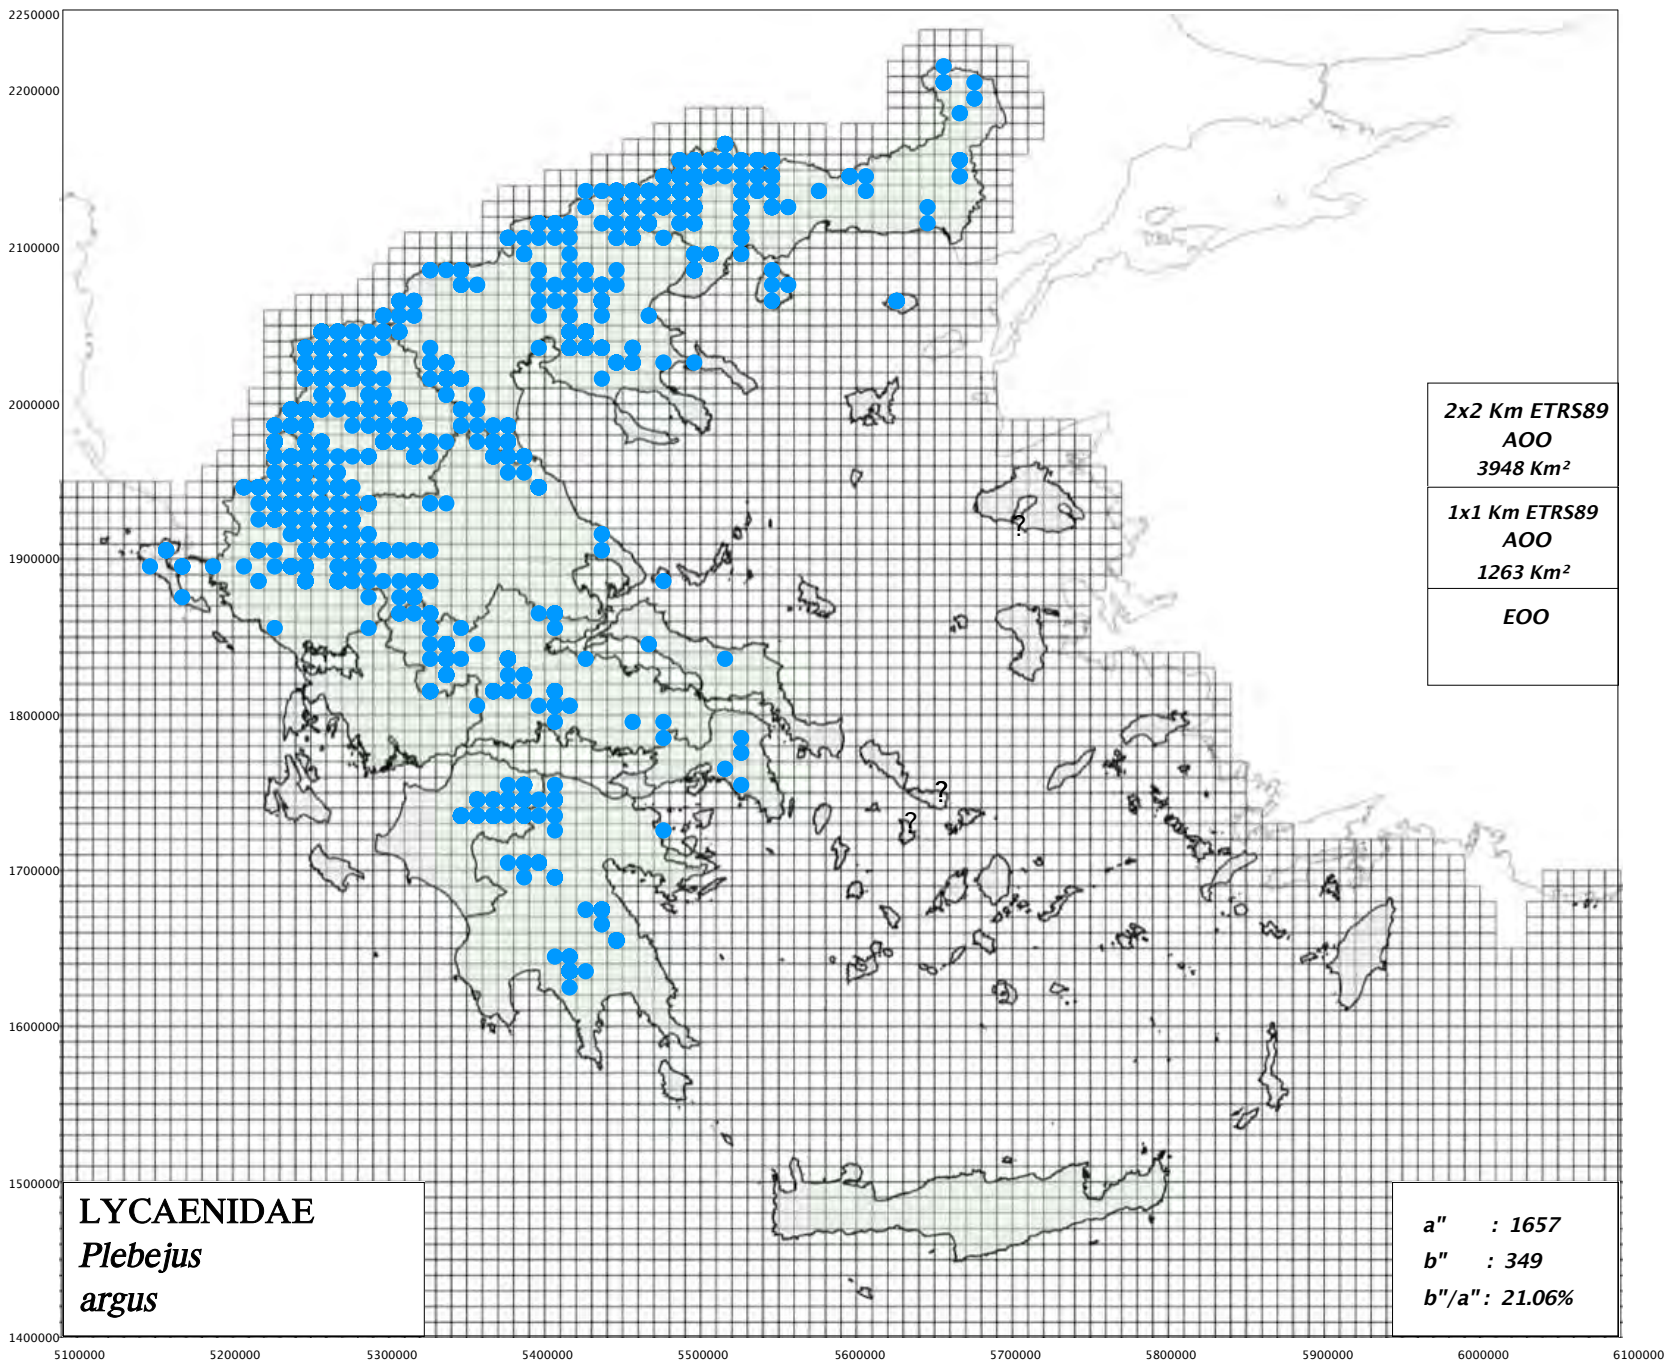 2250000
2200000
2100000
2000000
1900000
1800000
1700000
1600000
1500000
1400000
5100000 5200000 5300000 5400000 5500000 5600000 5700000 5800000 5900000 6000000 6100000
2x2 Km ETRS89
AOO
3948 Km²
1x1 Km ETRS89
AOO
1263 Km²
EOO
?
?
?
LYCAENIDAE
Plebejus
argus
a" : 1657
b" : 349
b"/a" : 21.06%